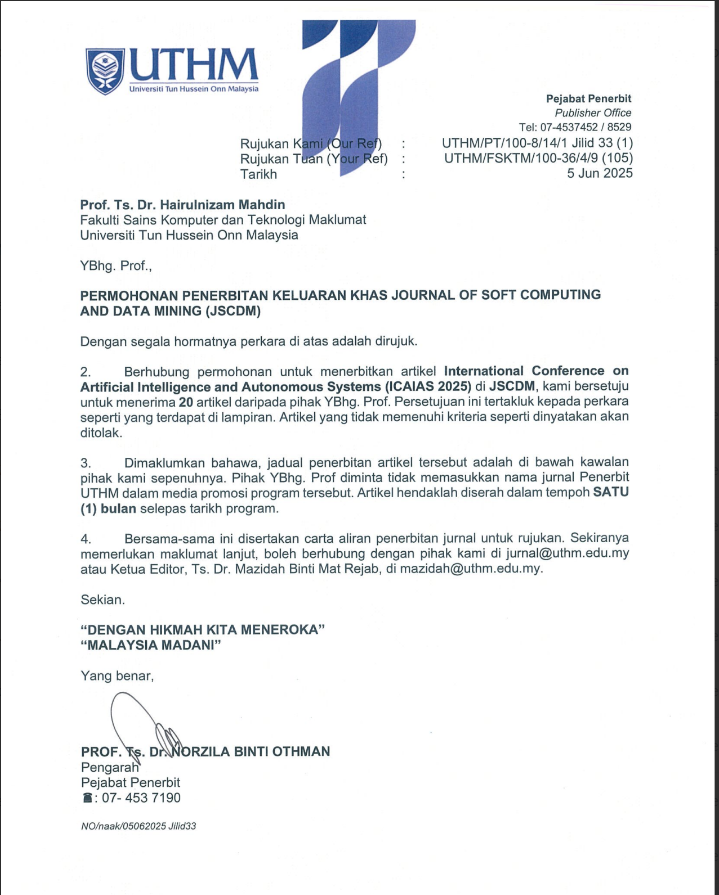 UTHM
Universiti Tun Hussein Onn Malaysia
Pejabat Penerbit
Publisher Office
Tel: 07-4537452 / 8529
Rujukan Kami (Our Ref) : UTHM/PT/100-8/14/1 Jilid 33 (1)
Rujukan Tuan (Your Ref) : UTHM/FSKTM/100-36/4/9 (105)
Tarikh : 5 Jun 2025
Prof. Ts. Dr. Hairulnizam Mahdin
Fakulti Sains Komputer dan Teknologi Maklumat
Universiti Tun Hussein Onn Malaysia
YBhg. Prof.,
PERMOHONAN PENERBITAN KELUARAN KHAS JOURNAL OF SOFT COMPUTING
AND DATA MINING (JSCDM)
Dengan segala hormatnya perkara di atas adalah dirujuk.
2. Berhubung permohonan untuk menerbitkan artikel International Conference on
Artificial Intelligence and Autonomous Systems (ICAIAS 2025) di JSCDM, kami bersetuju
untuk menerima 20 artikel daripada pihak YBhg. Prof. Persetujuan ini tertakluk kepada perkara
seperti yang terdapat di lampiran. Artikel yang tidak memenuhi kriteria seperti dinyatakan akan
ditolak.
3. Dimaklumkan bahawa, jadual penerbitan artikel tersebut adalah di bawah kawalan
pihak kami sepenuhnya. Pihak YBhg. Prof diminta tidak memasukkan nama jurnal Penerbit
UTHM dalam media promosi program tersebut. Artikel hendaklah diserah dalam tempoh SATU
(1) bulan selepas tarikh program.
4. Bersama-sama ini disertakan carta aliran penerbitan jurnal untuk rujukan. Sekiranya
memerlukan maklumat lanjut, boleh berhubung dengan pihak kami di jurnal@uthm.edu.my
atau Ketua Editor, Ts. Dr. Mazidah Binti Mat Rejab, di mazidah@uthm.edu.my.
Sekian.
“DENGAN HIKMAH KITA MENEROKA”
“MALAYSIA MADANI”
Yang benar,
PROF. Ts. Dr. NORZILA BINTI OTHMAN
Pengarah
Pejabat Penerbit
☎: 07- 453 7190
NO/naak/05062025 Jilid33